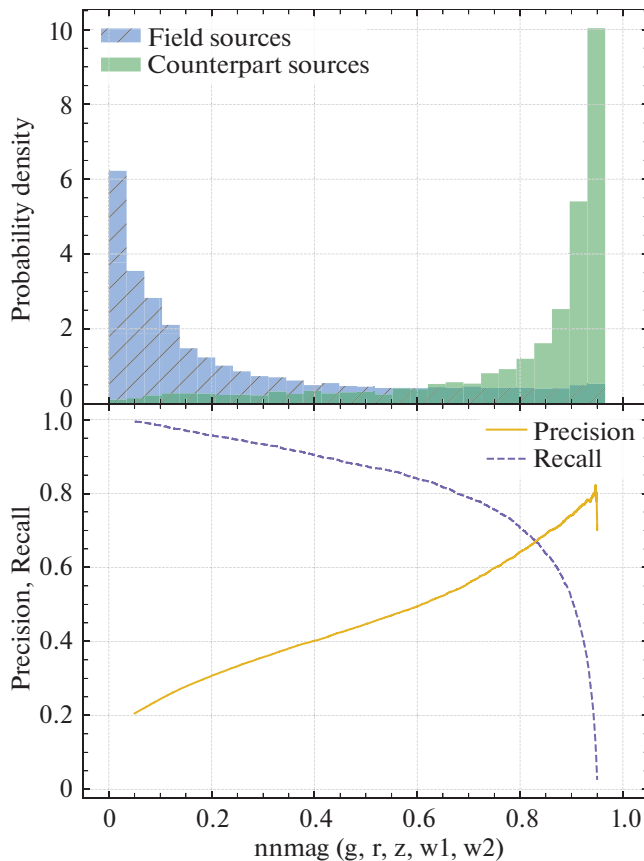 10
8
6
4
2
0
Probability density
Field sources
Counterpart sources
1.0
0.8
0.6
0.4
0.2
0
Precision, Recall
Precision
Recall
0
0.2
0.4
0.6
0.8
1.0
nnmag (g, r, z, w1, w2)